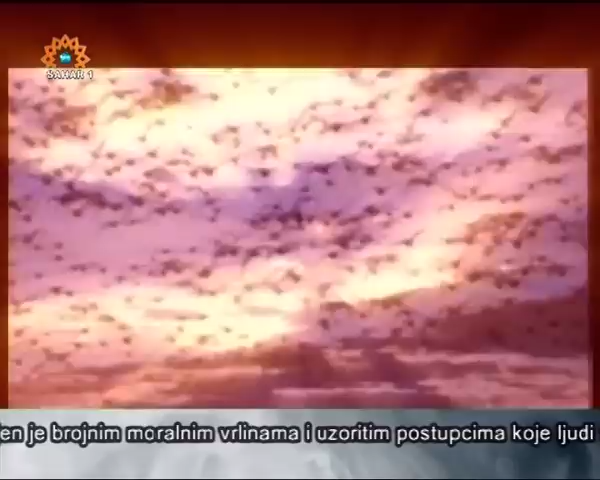 SAHAR 1
en je brojnim moralnim vrlinama i uzoritim postupcima koje ljudi